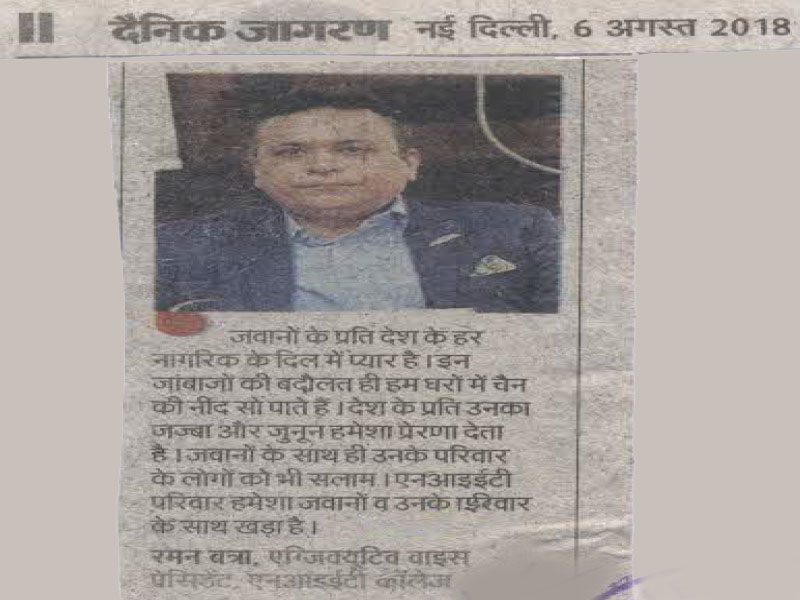 II दैनिक जागरण नई दिल्ली, 6 अगस्त 2018
जवानों के प्रति देश के हर
नागरिक के दिल में प्यार है। इन
जांबाजों की बदौलत ही हम घरों में चैन
की नींद सो पाते हैं। देश के प्रति उनका
जज्बा और जुनून हमेशा प्रेरणा देता
है। जवानों के साथ ही उनके परिवार
के लोगों को भी सलाम। एनआइईटी
परिवार हमेशा जवानों व उनके परिवार
के साथ खड़ा है।
रमन बत्रा, एग्जिक्यूटिव वाइस
प्रेसिडेंट, एनआइईटी कॉलेज